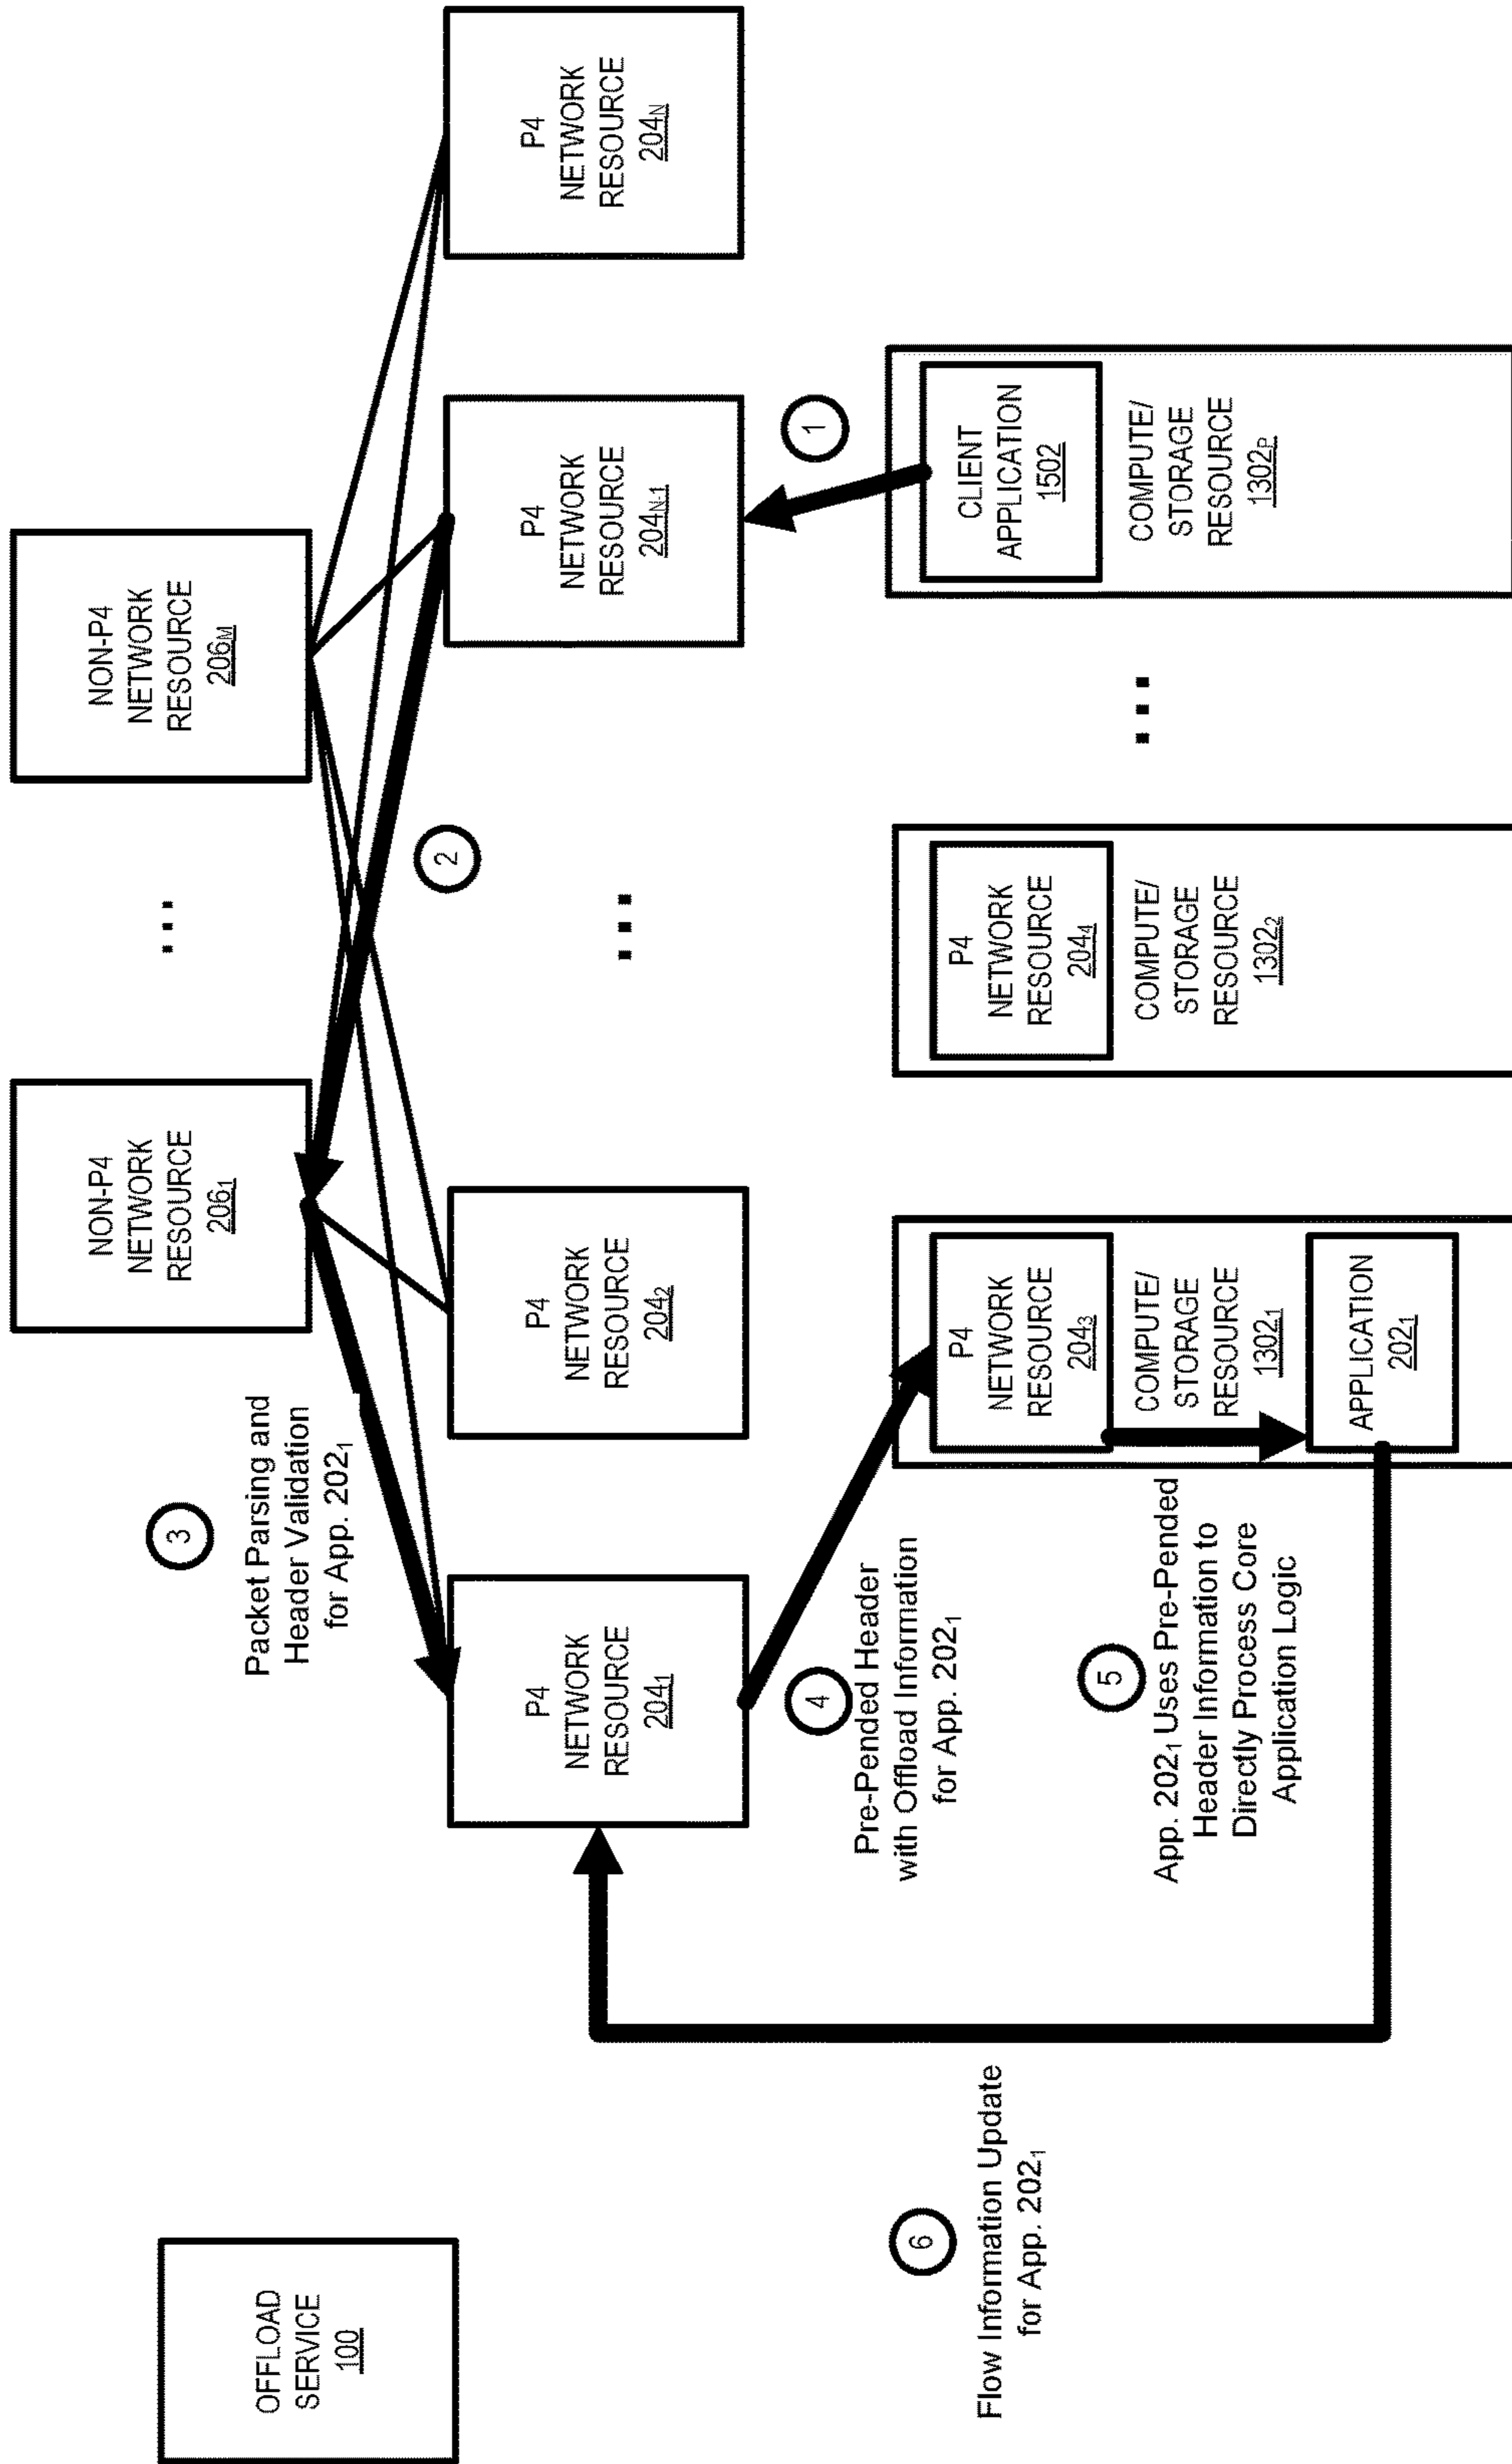 OFFLOAD
SERVICE
100
NON-P4
NETWORK
RESOURCE
206₁
...
NON-P4
NETWORK
RESOURCE
206M
3
Packet Parsing and
Header Validation
for App. 202₁
2
P4
NETWORK
RESOURCE
204₁
P4
NETWORK
RESOURCE
204₂
...
P4
NETWORK
RESOURCE
204N-1
P4
NETWORK
RESOURCE
204N
4
Pre-Pended Header
with Offload Information
for App. 202₁
1
6
Flow Information Update
for App. 202₁
5
App. 202₁ Uses Pre-Pended
Header Information to
Directly Process Core
Application Logic
P4
NETWORK
RESOURCE
204₃
COMPUTE/
STORAGE
RESOURCE
1302₁
APPLICATION
202₁
P4
NETWORK
RESOURCE
204₄
COMPUTE/
STORAGE
RESOURCE
1302₂
...
CLIENT
APPLICATION
1502
COMPUTE/
STORAGE
RESOURCE
1302P